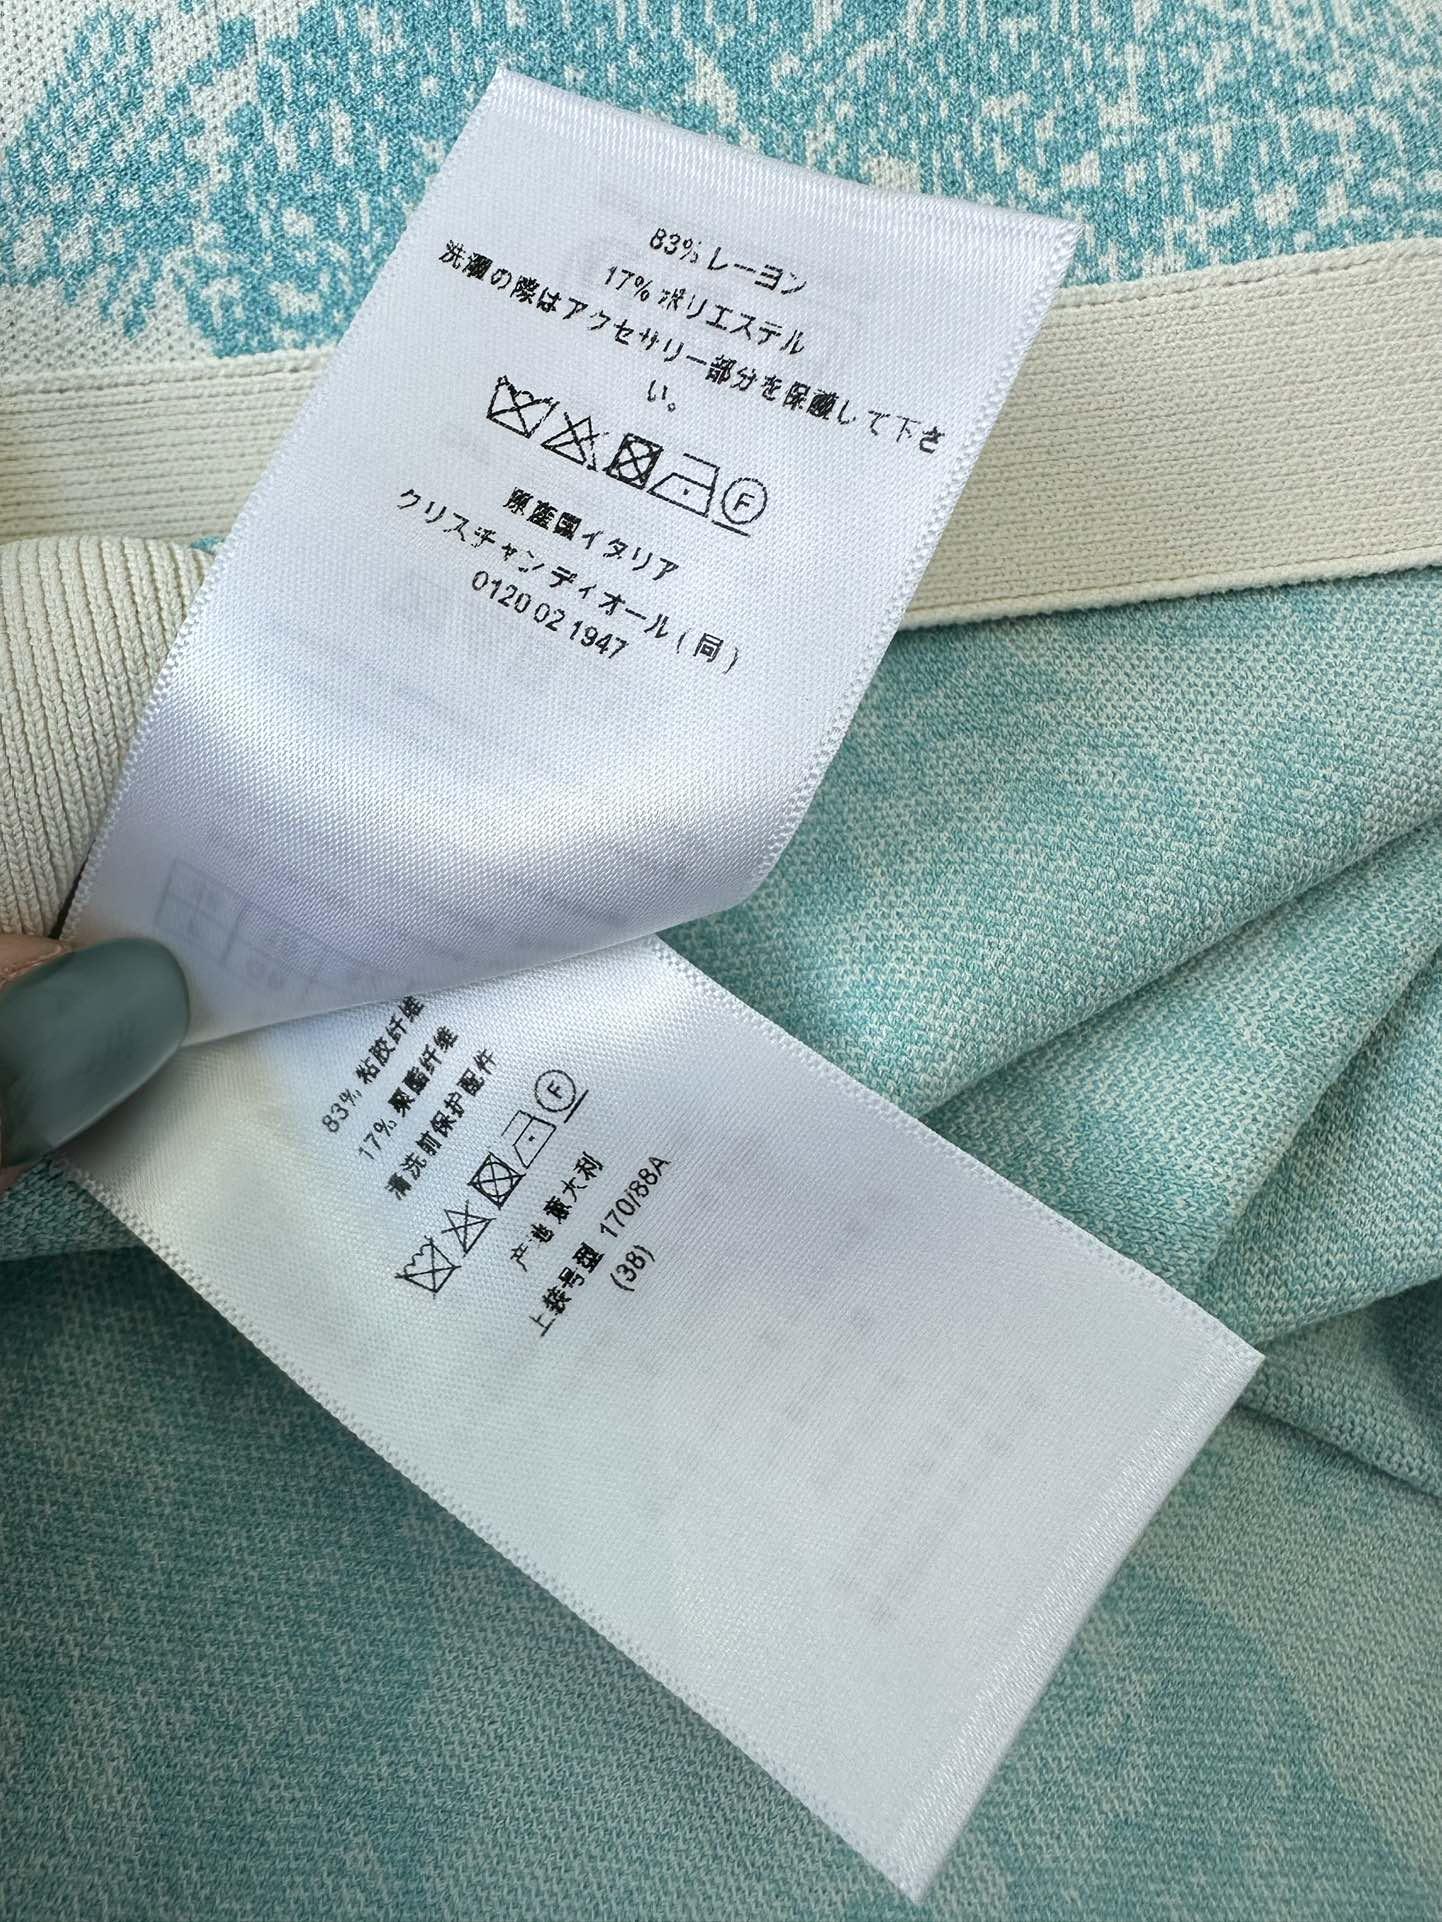 83% レーヨン
17% ポリエステル
洗濯の際はアクセサリー部分を保護して下さ
い。
F
原産国イタリア
クリスチャンディオール(同)
0120 02 1947
83% 粘胶纤维
17% 聚酯纤维
清洗前保护配件
F
产地 意大利
上装号型 170/88A
(38)